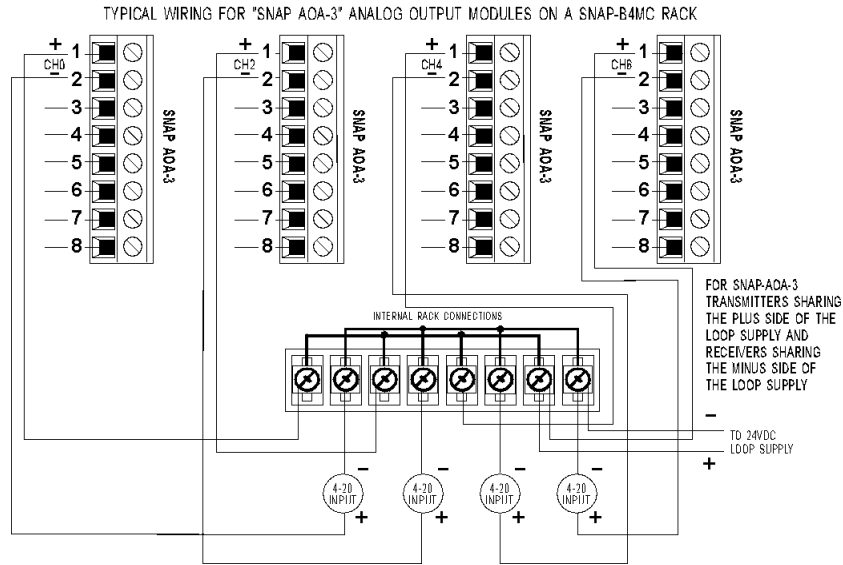 TYPICAL WIRING FOR "SNAP AOA-3" ANALOG OUTPUT MODULES ON A SNAP-B4MC RACK
+ 1 + 1 + 1 + 1
CH0 CH2 CH4 CH6
- 2 - 2 - 2 - 2
3 3 3 3
4 4 4 4
5 5 5 5
6 6 6 6
7 7 7 7
8 8 8 8
SNAP AOA-3
SNAP AOA-3
SNAP AOA-3
SNAP AOA-3
FOR SNAP-AOA-3
TRANSMITTERS SHARING
THE PLUS SIDE OF THE
LOOP SUPPLY AND
RECEIVERS SHARING
THE MINUS SIDE OF
THE LOOP SUPPLY
INTERNAL RACK CONNECTIONS
-
TO 24VDC
LOOP SUPPLY
+
- - - -
4-20 4-20 4-20 4-20
INPUT INPUT INPUT INPUT
+ + + +